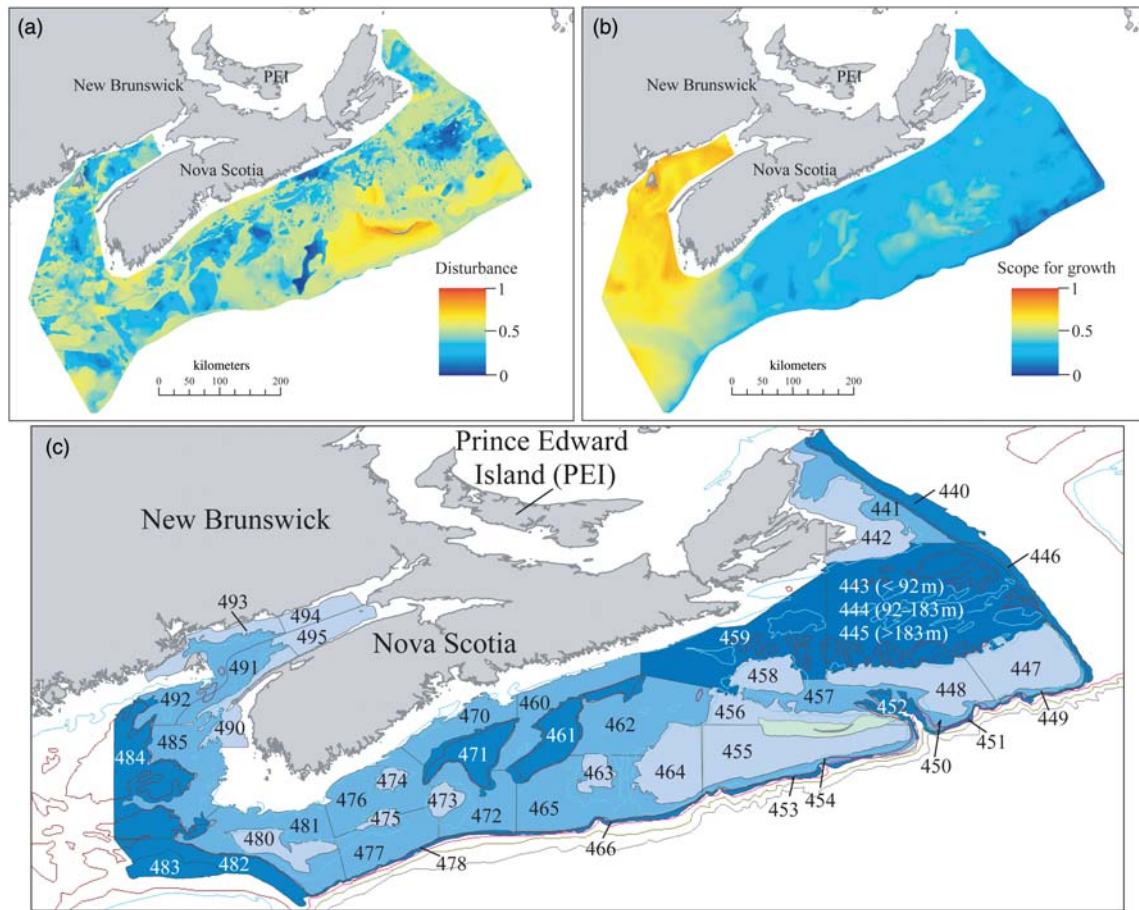 (a)
New Brunswick
PEI
Nova Scotia
Disturbance
1
0.5
0
kilometers
0 50 100 200
(b)
New Brunswick
PEI
Nova Scotia
Scope for growth
1
0.5
0
kilometers
0 50 100 200
(c)
Prince Edward
Island (PEI)
New Brunswick
Nova Scotia
440
441
442
446
443 (< 92 m)
444 (92–183 m)
445 (>183 m)
459
458
457
447
448
452
456
449
451
450
455
454
453
493
494
495
491
492
490
485
484
470
460
461
462
471
463
464
474
476
473
475
472
465
466
480
481
477
478
482
483